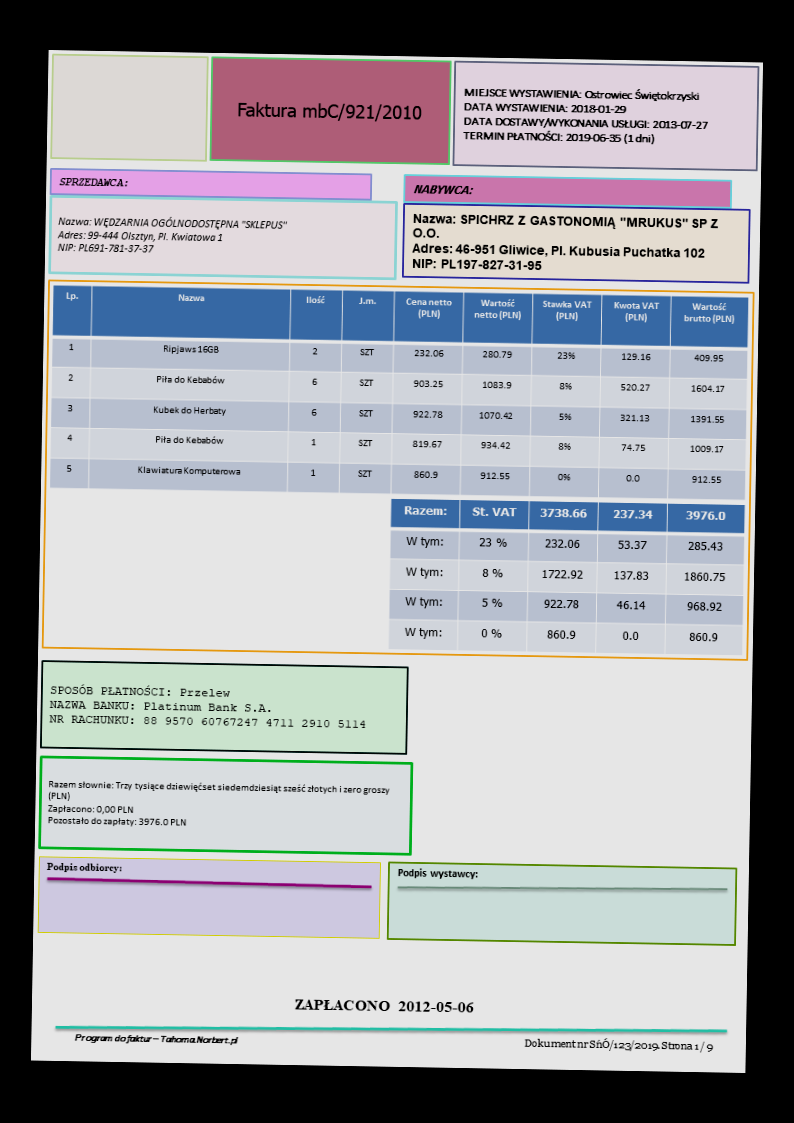 Faktura mbC/921/2010
MIEJSCE WYSTAWIENIA: Ostrowiec Świętokrzyski
DATA WYSTAWIENIA: 2018-01-29
DATA DOSTAWY/WYKONANIA USŁUGI: 2013-07-27
TERMIN PŁATNOŚCI: 2019-06-35 (1 dni)
SPRZEDAWCA:
Nazwa: WĘDZARNIA OGÓLNODOSTĘPNA "SKLEPUS"
Adres: 99-444 Olsztyn, Pl. Kwiatowa 1
NIP: PL691-781-37-37
NABYWCA:
Nazwa: SPICHRZ Z GASTONOMIĄ "MRUKUS" SP Z
O.O.
Adres: 46-951 Gliwice, Pl. Kubusia Puchatka 102
NIP: PL197-827-31-95
Lp. Nazwa Ilość J.m. Cena netto (PLN) Wartość netto (PLN) Stawka VAT (PLN) Kwota VAT (PLN) Wartość brutto (PLN)
1 Ripjaws 16GB 2 SZT 232.06 280.79 23% 129.16 409.95
2 Piła do Kebabów 6 SZT 903.25 1083.9 8% 520.27 1604.17
3 Kubek do Herbaty 6 SZT 922.78 1070.42 5% 321.13 1391.55
4 Piła do Kebabów 1 SZT 819.67 934.42 8% 74.75 1009.17
5 Klawiatura Komputerowa 1 SZT 860.9 912.55 0% 0.0 912.55
Razem: St. VAT 3738.66 237.34 3976.0
W tym: 23 % 232.06 53.37 285.43
W tym: 8 % 1722.92 137.83 1860.75
W tym: 5 % 922.78 46.14 968.92
W tym: 0 % 860.9 0.0 860.9
SPOSÓB PŁATNOŚCI: Przelew
NAZWA BANKU: Platinum Bank S.A.
NR RACHUNKU: 88 9570 60767247 4711 2910 5114
Razem słownie: Trzy tysiące dziewięćset siedemdziesiąt sześć złotych i zero groszy
(PLN)
Zapłacono: 0,00 PLN
Pozostało do zapłaty: 3976.0 PLN
Podpis odbiorcy:
Podpis wystawcy:
ZAPŁACONO 2012-05-06
Program do faktur – Tahoma.Norbert.pl
Dokument nr SńÓ/123/2019. Strona 1 / 9